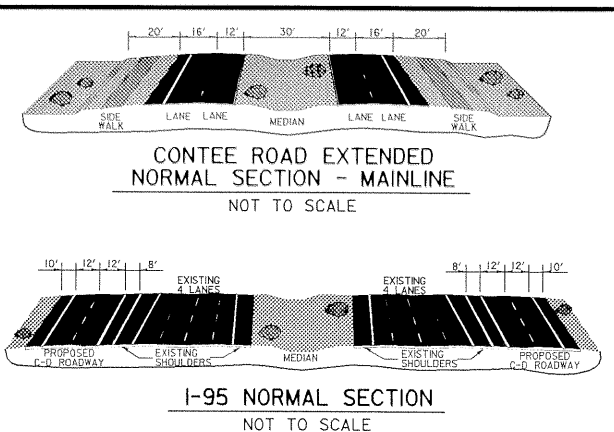 20' 16' 12' 30' 12' 16' 20'
SIDE WALK LANE LANE MEDIAN LANE LANE SIDE WALK
CONTEE ROAD EXTENDED
NORMAL SECTION - MAINLINE
NOT TO SCALE
10' 12' 12' 8' 8' 12' 12' 10'
EXISTING 4 LANES EXISTING 4 LANES
PROPOSED C-D ROADWAY EXISTING SHOULDERS MEDIAN EXISTING SHOULDERS PROPOSED C-D ROADWAY
I-95 NORMAL SECTION
NOT TO SCALE